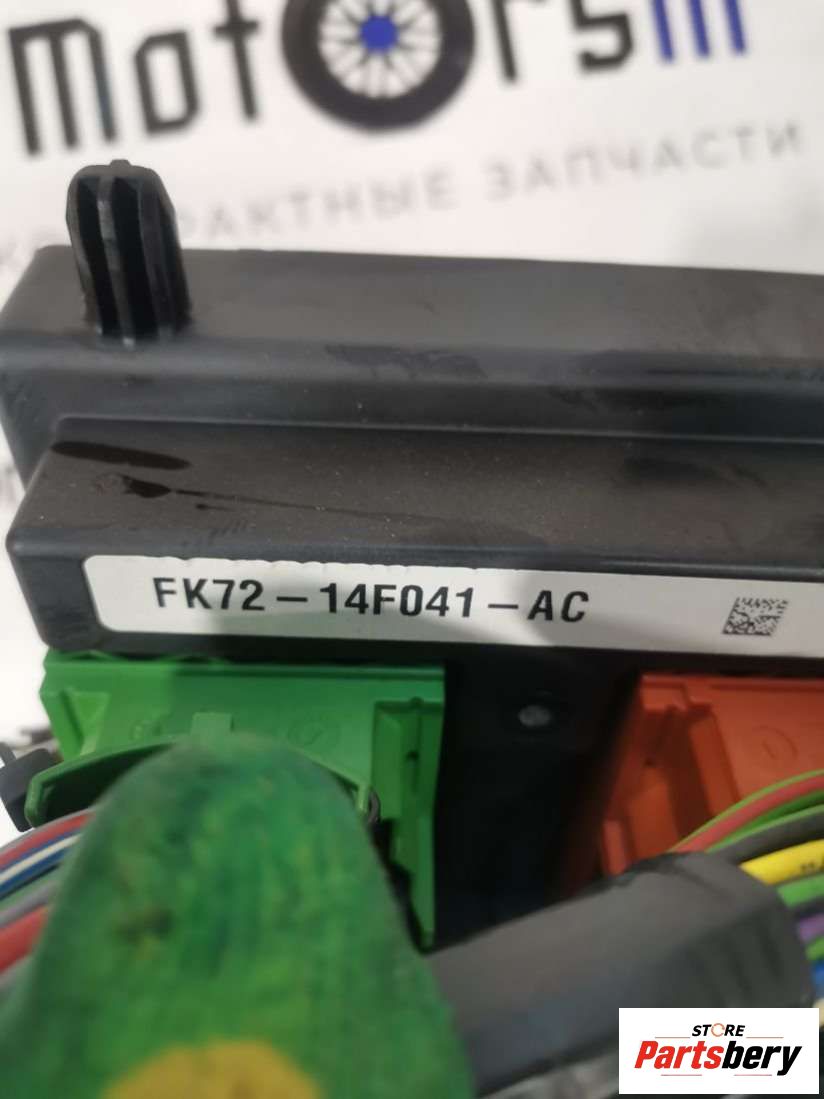 MotOrsm
КОНТРАКТНЫЕ ЗАПЧАСТИ
FK72-14F041-AC
STORE
Partsbery